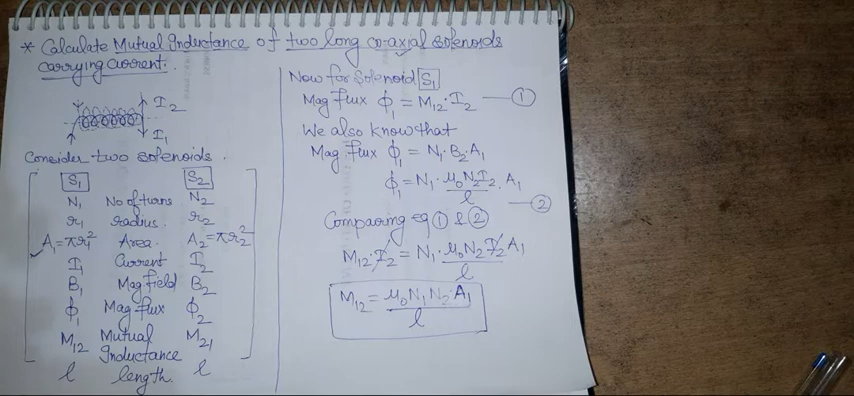 * Calculate Mutual Inductance of two long co-axial solenoids
carrying current.
I₂
I₁
Consider two solenoids.
S₁ S₂
N₁ No of turns N₂
r₁ radius. r₂
A₁=πr₁² Area. A₂=πr₂²
I₁ Current I₂
B₁ Mag field B₂
ϕ₁ Mag flux ϕ₂
M₁₂ Mutual Inductance M₂₁
l length. l
Now for Solenoid S₁
Mag flux ϕ₁ = M₁₂·I₂ — ①
We also know that
Mag flux ϕ₁ = N₁·B₂·A₁
ϕ₁ = N₁·μ₀N₂I₂/l·A₁ — ②
Comparing eq ① & ②
M₁₂·I₂ = N₁·μ₀N₂I₂/l A₁
M₁₂ = μ₀N₁N₂·A₁/l